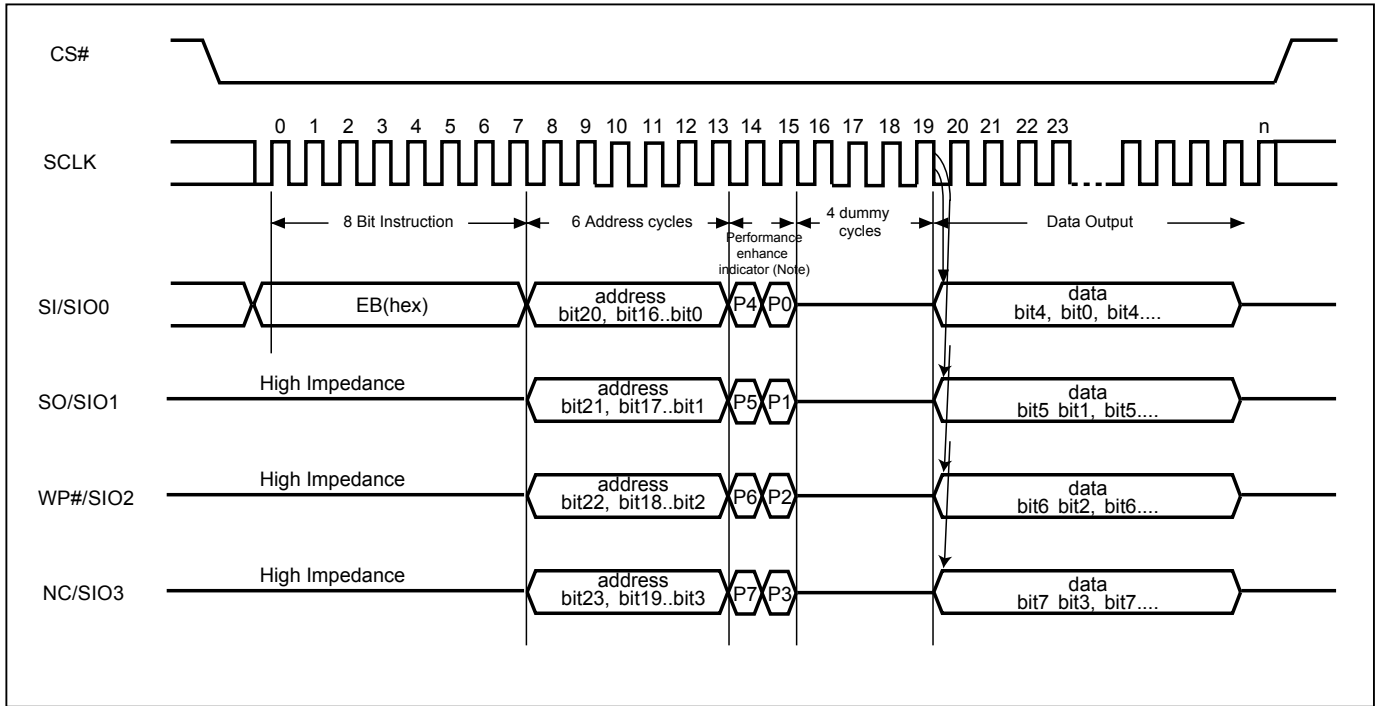 CS#
0 1 2 3 4 5 6 7 8 9 10 11 12 13 14 15 16 17 18 19 20 21 22 23 n
SCLK
8 Bit Instruction
6 Address cycles
Performance
enhance
indicator (Note)
4 dummy
cycles
Data Output
SI/SIO0
EB(hex)
address
bit20, bit16..bit0
P4 P0
data
bit4, bit0, bit4....
SO/SIO1
High Impedance
address
bit21, bit17..bit1
P5 P1
data
bit5 bit1, bit5....
WP#/SIO2
High Impedance
address
bit22, bit18..bit2
P6 P2
data
bit6 bit2, bit6....
NC/SIO3
High Impedance
address
bit23, bit19..bit3
P7 P3
data
bit7 bit3, bit7....